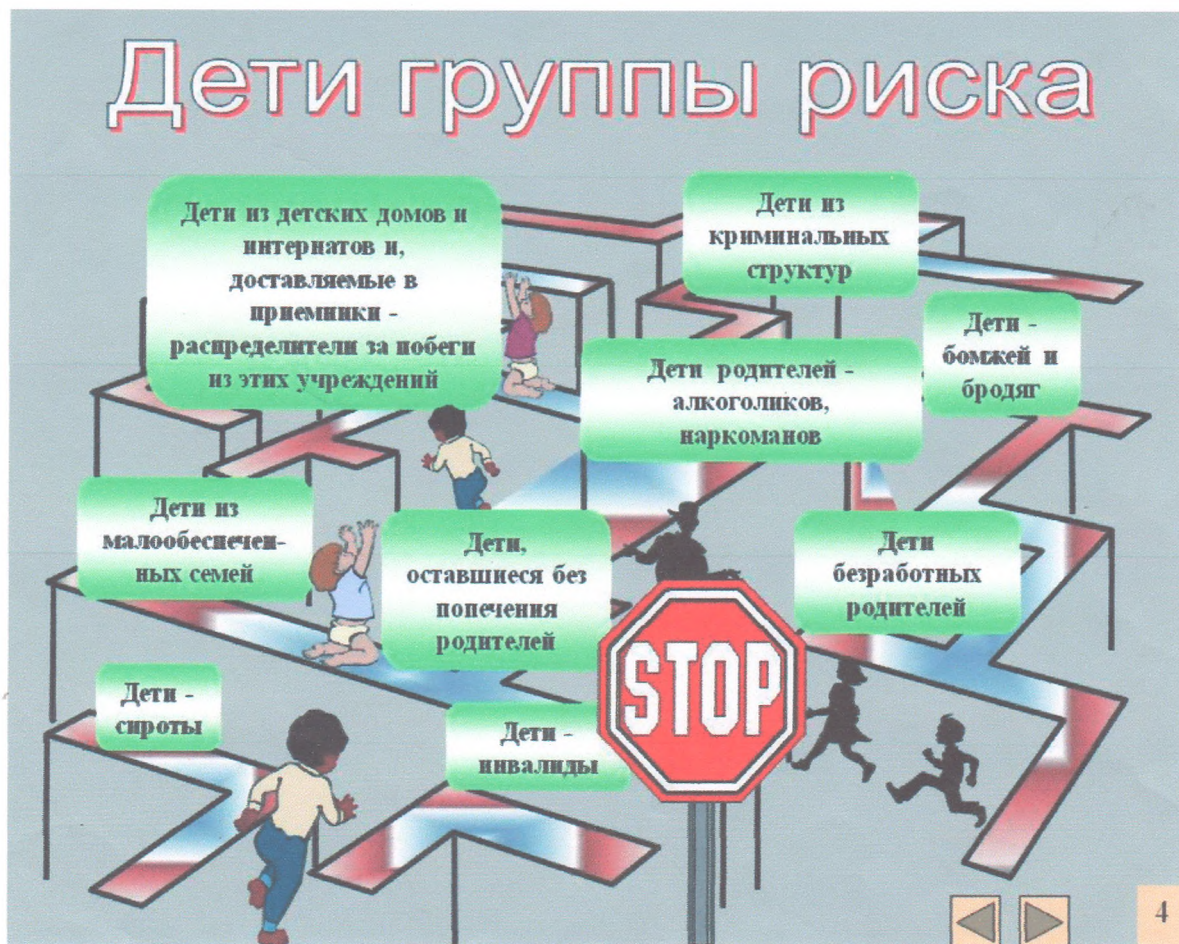 Дети группы риска
Дети из детских домов и
интернатов и,
доставляемые в
приемники -
распределители за побеги
из этих учреждений
Дети из
криминальных
структур
Дети -
бомжей и
бродяг
Дети родителей -
алкоголиков,
наркоманов
Дети из
малообеспечен-
ных семей
Дети,
оставшиеся без
попечения
родителей
Дети
безработных
родителей
Дети -
сироты
Дети -
инвалиды
STOP
4